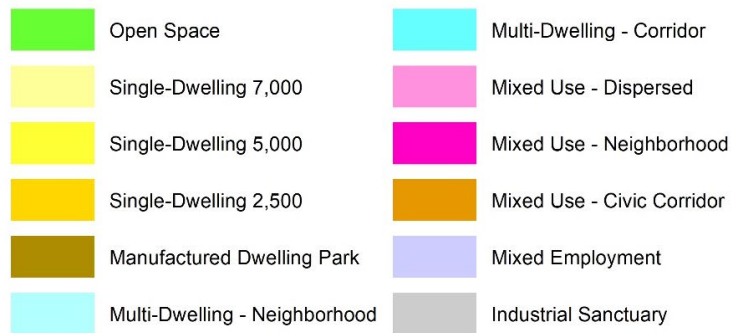 Open Space
Single-Dwelling 7,000
Single-Dwelling 5,000
Single-Dwelling 2,500
Manufactured Dwelling Park
Multi-Dwelling - Neighborhood
Multi-Dwelling - Corridor
Mixed Use - Dispersed
Mixed Use - Neighborhood
Mixed Use - Civic Corridor
Mixed Employment
Industrial Sanctuary